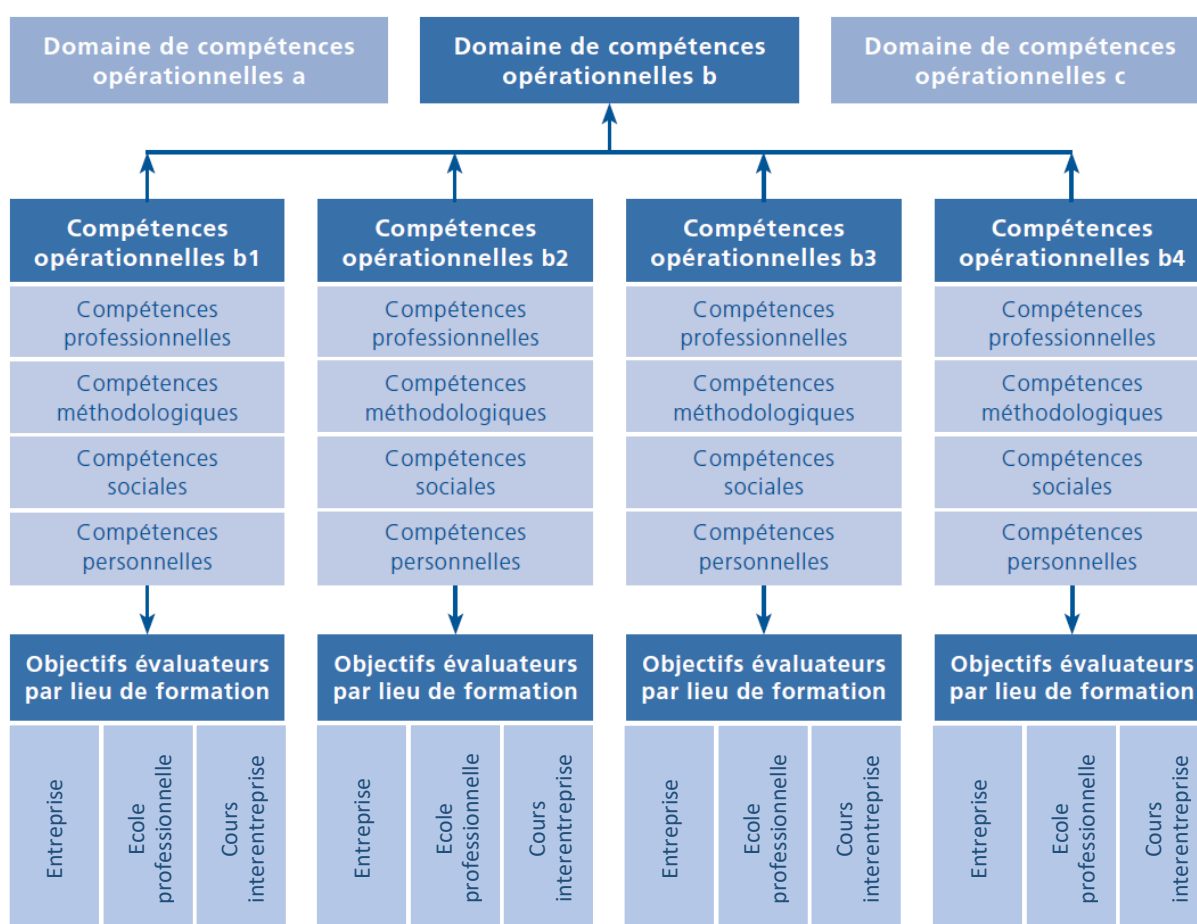 Domaine de compétences
opérationnelles a
Domaine de compétences
opérationnelles b
Domaine de compétences
opérationnelles c
Compétences
opérationnelles b1
Compétences
opérationnelles b2
Compétences
opérationnelles b3
Compétences
opérationnelles b4
Compétences
professionnelles
Compétences
professionnelles
Compétences
professionnelles
Compétences
professionnelles
Compétences
méthodologiques
Compétences
méthodologiques
Compétences
méthodologiques
Compétences
méthodologiques
Compétences
sociales
Compétences
sociales
Compétences
sociales
Compétences
sociales
Compétences
personnelles
Compétences
personnelles
Compétences
personnelles
Compétences
personnelles
Objectifs évaluateurs
par lieu de formation
Objectifs évaluateurs
par lieu de formation
Objectifs évaluateurs
par lieu de formation
Objectifs évaluateurs
par lieu de formation
Entreprise
Ecole
professionnelle
Cours
interentreprise
Entreprise
Ecole
professionnelle
Cours
interentreprise
Entreprise
Ecole
professionnelle
Cours
interentreprise
Entreprise
Ecole
professionnelle
Cours
interentreprise